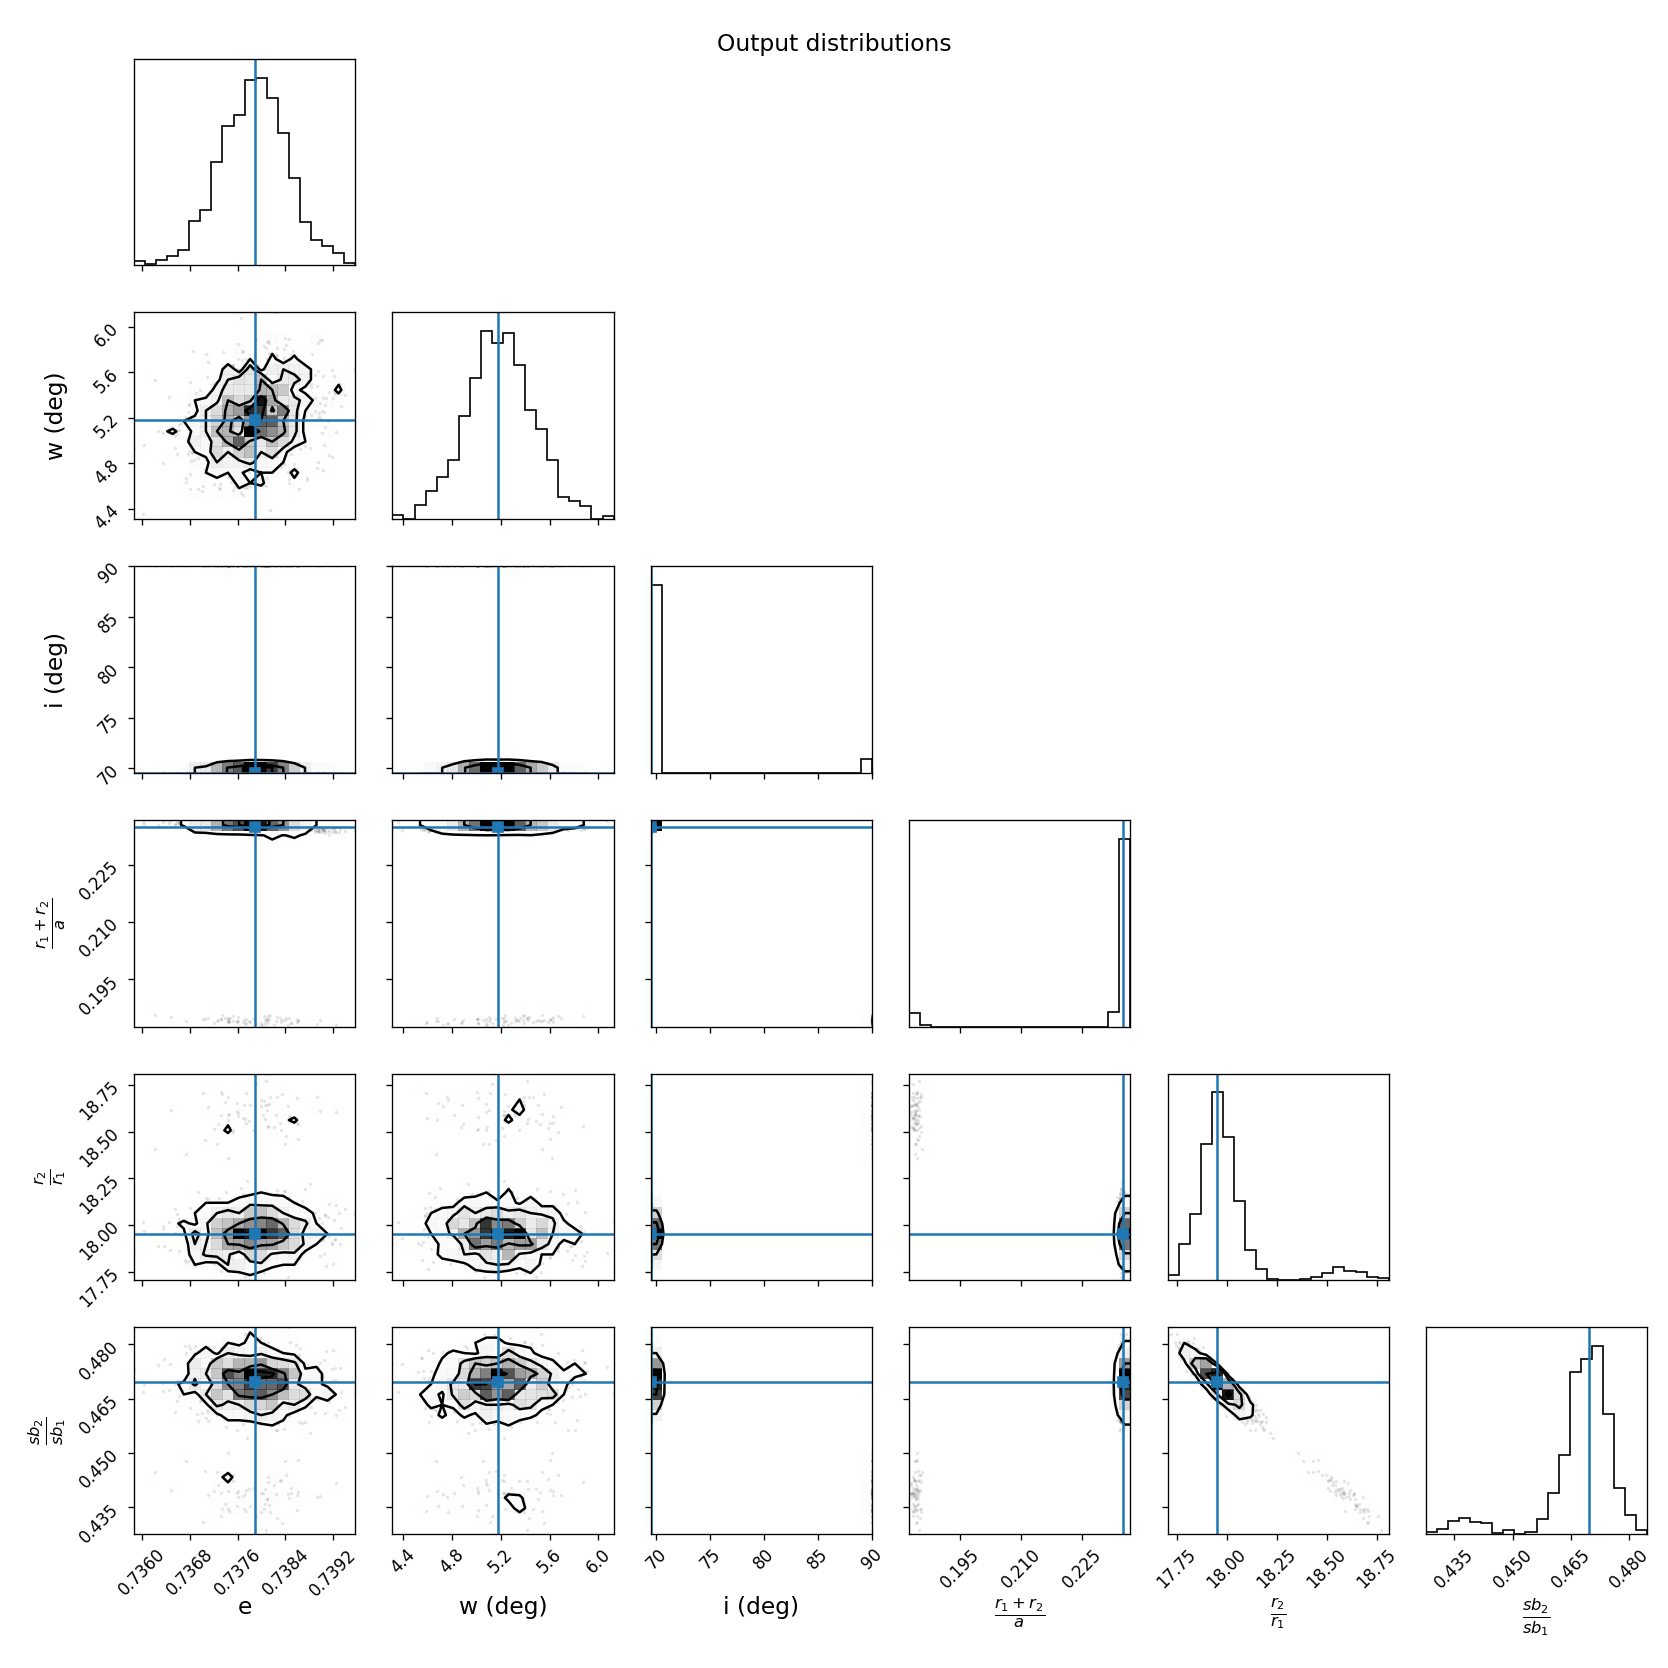 Output distributions
w (deg)
6.0
5.6
5.2
4.8
4.4
i (deg)
90
85
80
75
70
r₁ + r₂
a
0.225
0.210
0.195
r₂
r₁
18.75
18.50
18.25
18.00
17.75
sb₂
sb₁
0.480
0.465
0.450
0.435
0.7360 0.7368 0.7376 0.7384 0.7392 4.4 4.8 5.2 5.6 6.0 70 75 80 85 90 0.195 0.210 0.225 17.75 18.00 18.25 18.50 18.75 0.435 0.450 0.465 0.480
e w (deg) i (deg) r₁ + r₂ r₂ sb₂
a r₁ sb₁